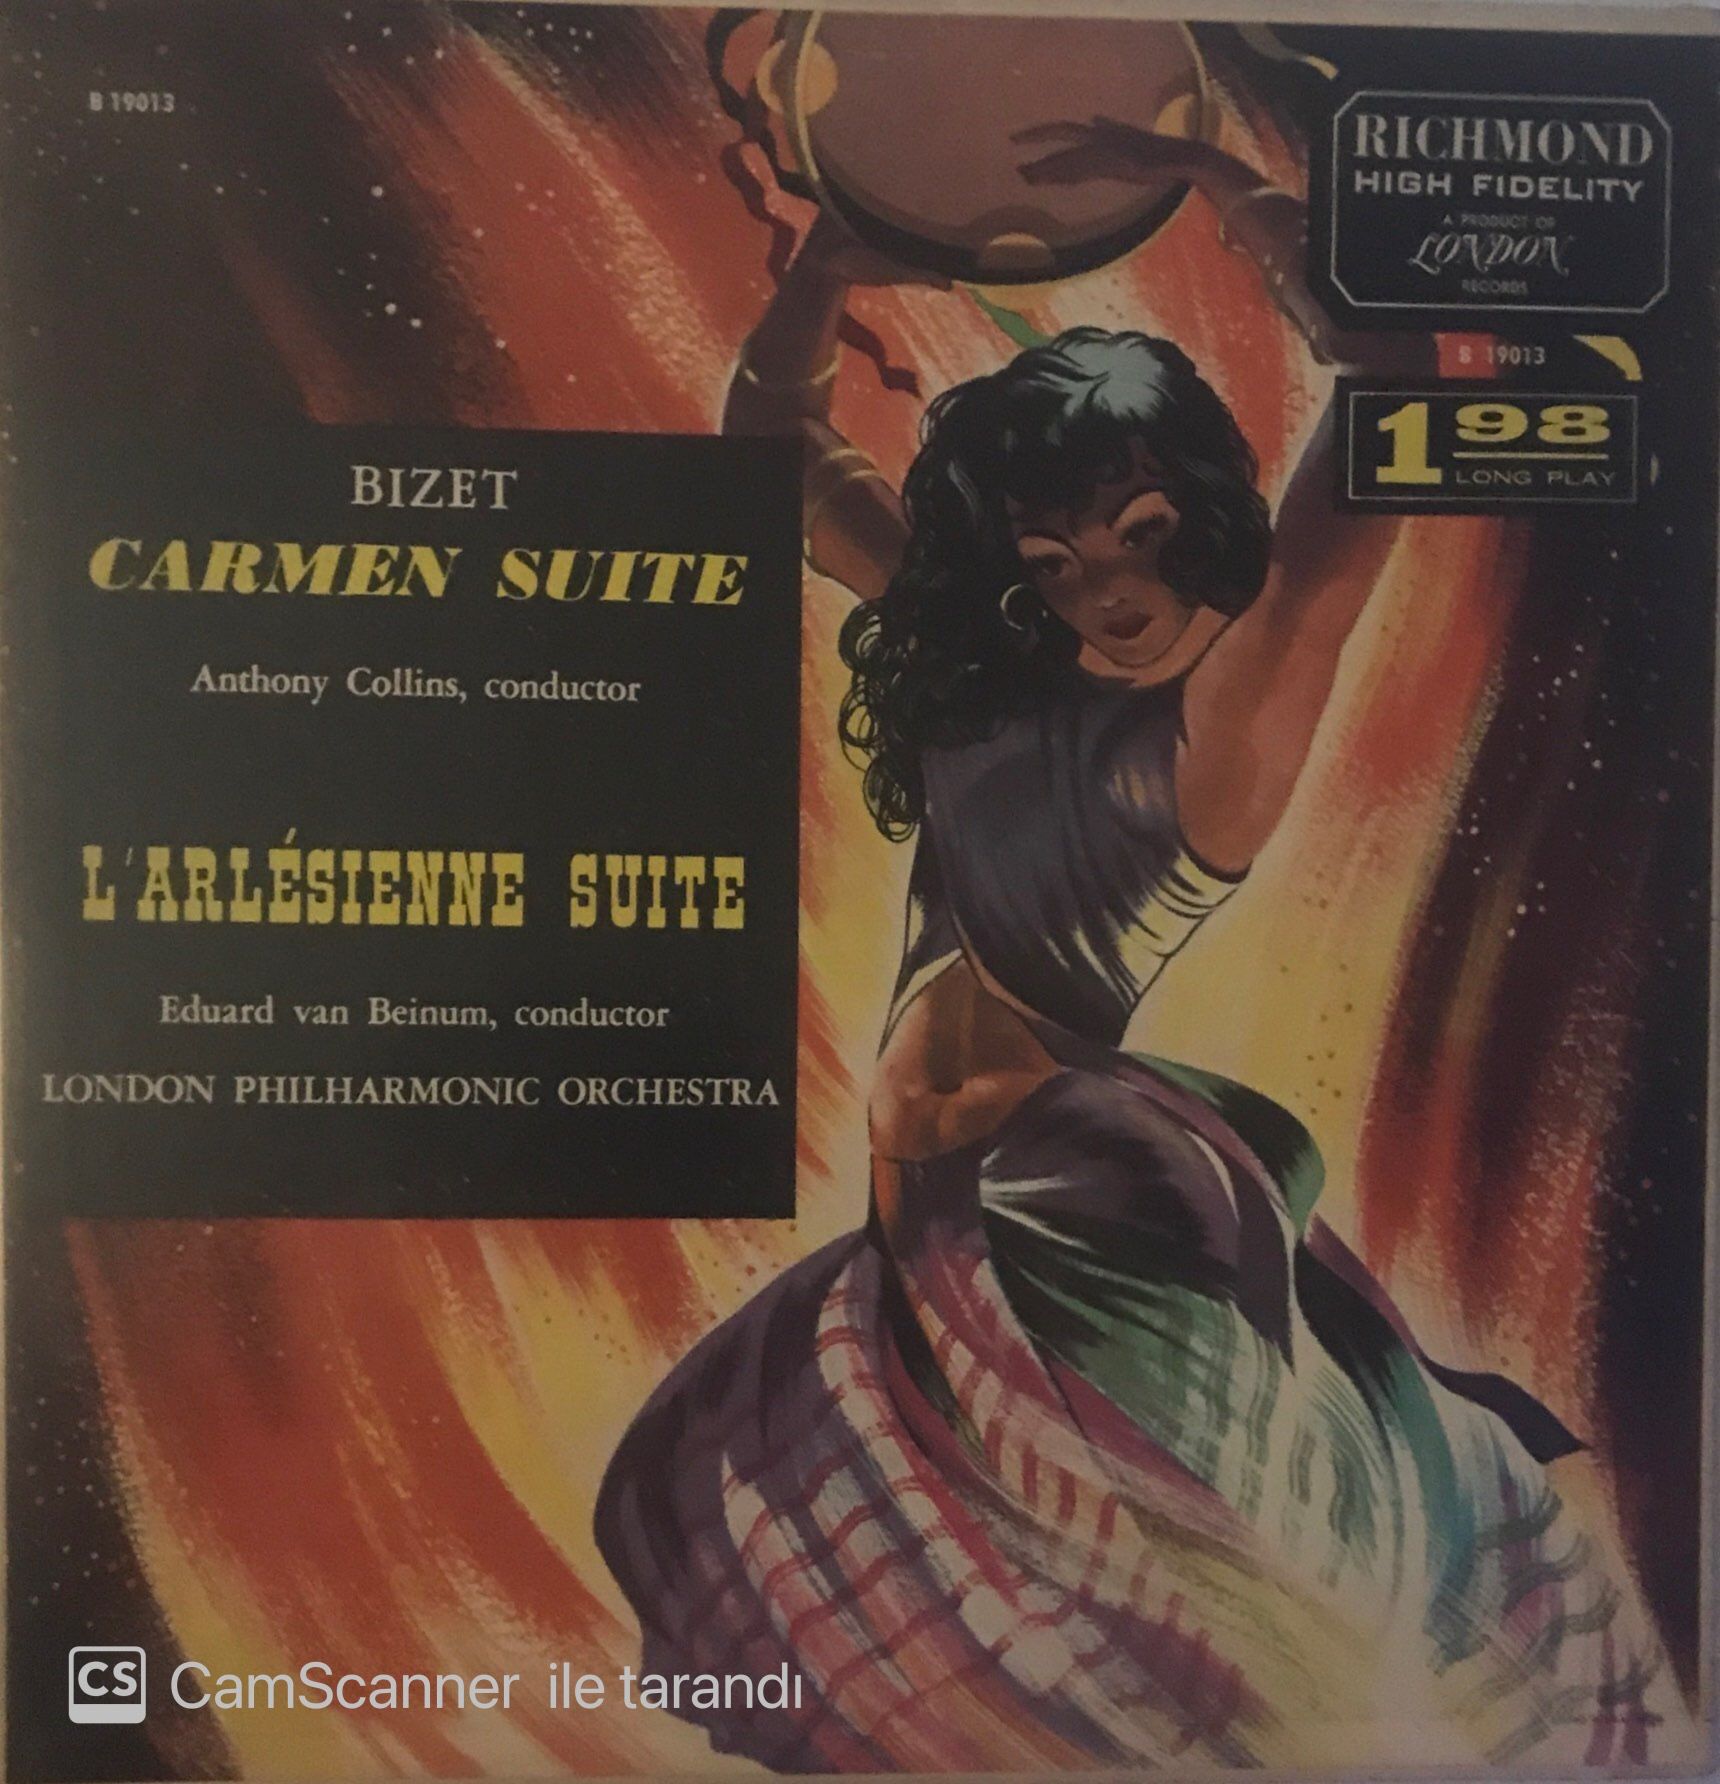 B 19013
RICHMOND
HIGH FIDELITY
A PRODUCT OF
LONDON
RECORDS
B 19013
1 98
LONG PLAY
BIZET
CARMEN SUITE
Anthony Collins, conductor
L'ARLÉSIENNE SUITE
Eduard van Beinum, conductor
LONDON PHILHARMONIC ORCHESTRA
CS CamScanner ile tarandı